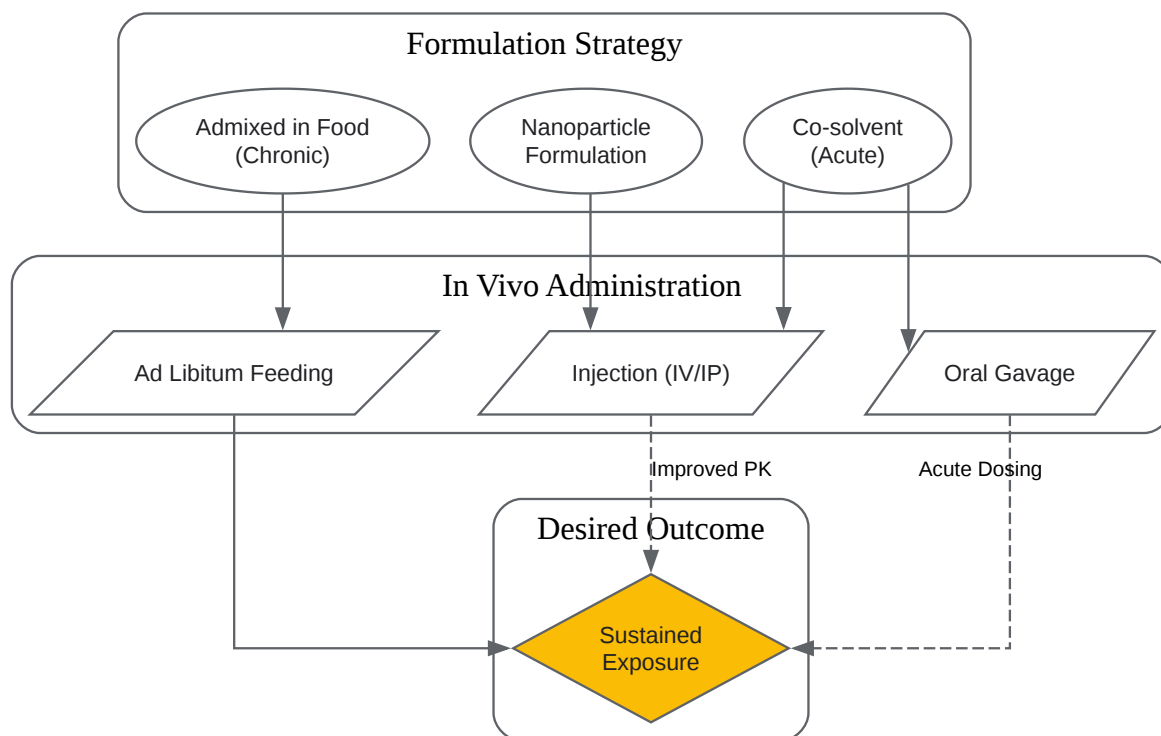 Formulation Strategy
Admixed in Food
(Chronic)
Nanoparticle
Formulation
Co-solvent
(Acute)
In Vivo Administration
Ad Libitum Feeding
Injection (IV/IP)
Oral Gavage
Improved PK
Acute Dosing
Desired Outcome
Sustained
Exposure